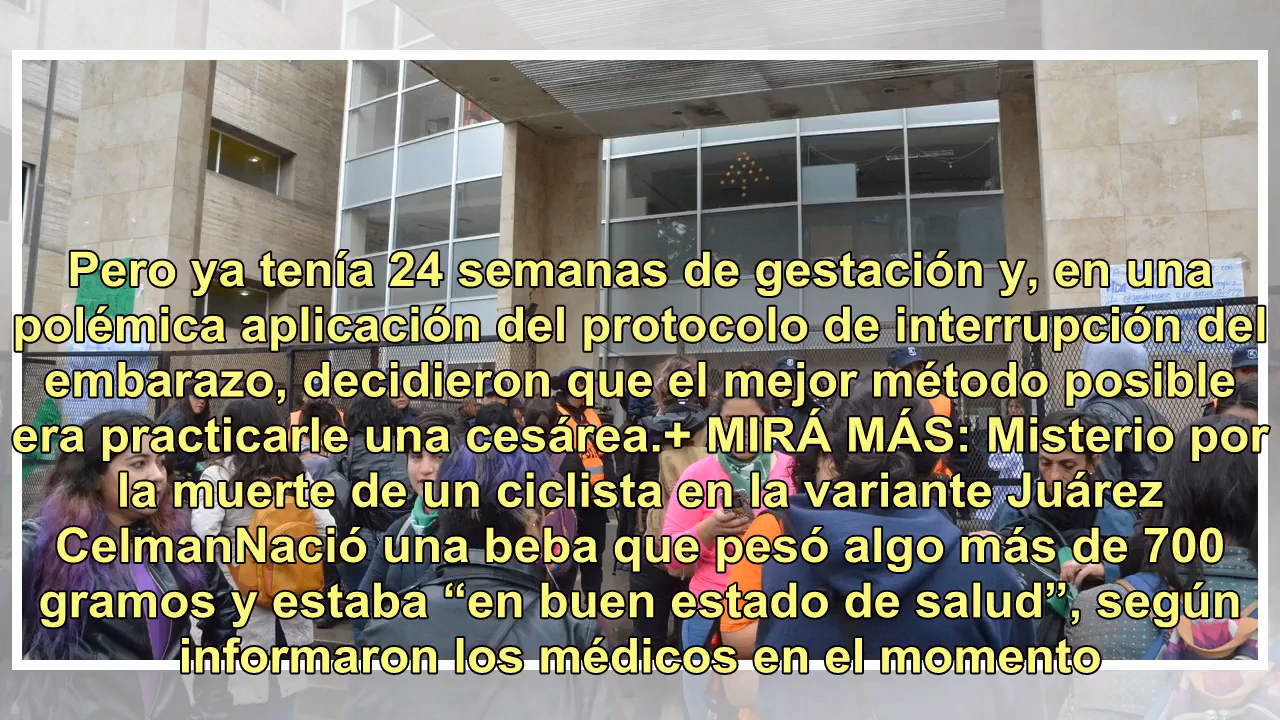 Pero ya tenía 24 semanas de gestación y, en una
polémica aplicación del protocolo de interrupción del
embarazo, decidieron que el mejor método posible
era practicarle una cesárea.+ MIRÁ MÁS: Misterio por
la muerte de un ciclista en la variante Juárez
CelmanNació una beba que pesó algo más de 700
gramos y estaba “en buen estado de salud”, según
informaron los médicos en el momento